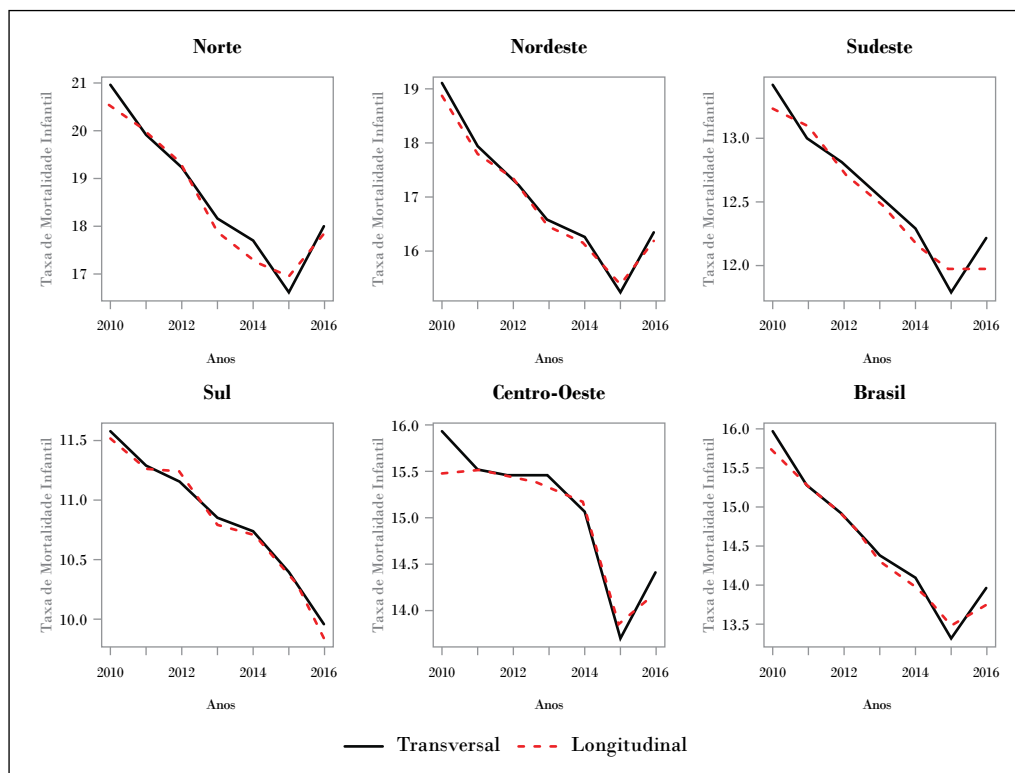 Norte
Nordeste
Sudeste
Taxa de Mortalidade Infantil
21
20
19
18
17
2010
2012
2014
2016
Anos
Taxa de Mortalidade Infantil
19
18
17
16
2010
2012
2014
2016
Anos
Taxa de Mortalidade Infantil
13.0
12.5
12.0
2010
2012
2014
2016
Anos
Sul
Centro-Oeste
Brasil
Taxa de Mortalidade Infantil
11.5
11.0
10.5
10.0
2010
2012
2014
2016
Anos
Taxa de Mortalidade Infantil
16.0
15.5
15.0
14.5
14.0
2010
2012
2014
2016
Anos
Taxa de Mortalidade Infantil
16.0
15.5
15.0
14.5
14.0
13.5
2010
2012
2014
2016
Anos
Transversal
Longitudinal